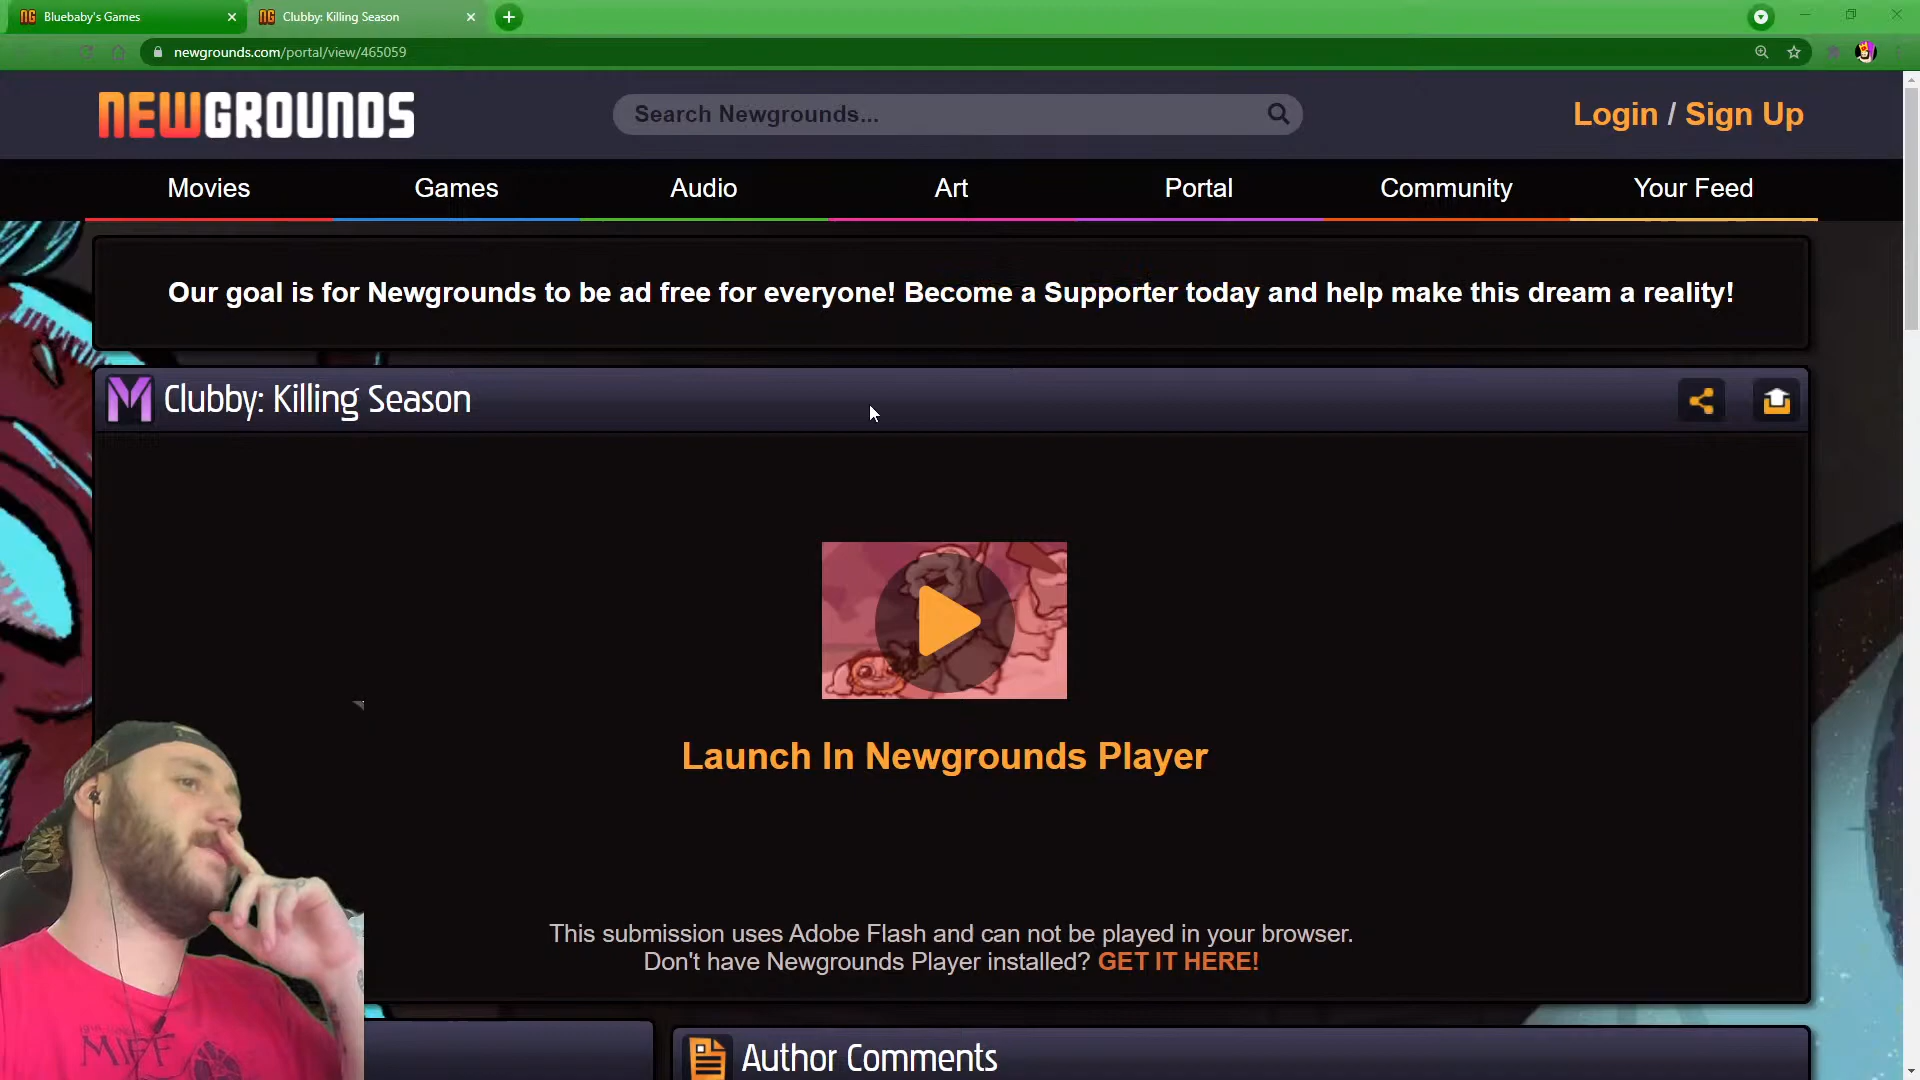 Bluebaby's Games
Clubby: Killing Season
newgrounds.com/portal/view/465059
NEWGROUNDS
Search Newgrounds...
Login / Sign Up
Movies
Games
Audio
Art
Portal
Community
Your Feed
Our goal is for Newgrounds to be ad free for everyone! Become a Supporter today and help make this dream a reality!
Clubby: Killing Season
Launch In Newgrounds Player
This submission uses Adobe Flash and can not be played in your browser.
Don't have Newgrounds Player installed? GET IT HERE!
Author Comments